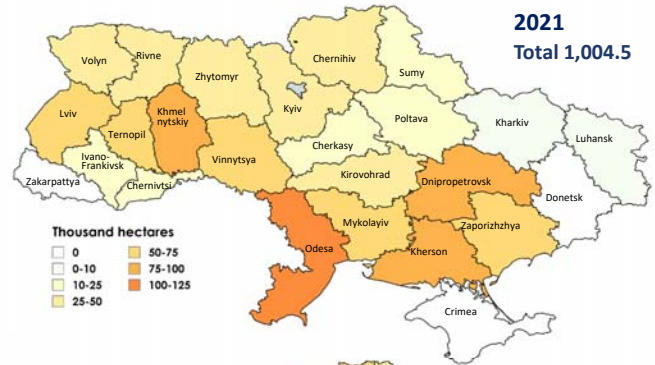 2021
Total 1,004.5
Volyn
Rivne
Zhytomyr
Chernihiv
Sumy
Kyiv
Lviv
Ternopil
Khmel
nytskiy
Vinnytsya
Cherkasy
Poltava
Kharkiv
Luhansk
Ivano-
Frankivsk
Zakarpattya
Chernivtsi
Kirovohrad
Dnipropetrovsk
Donetsk
Mykolayiv
Zaporizhzhya
Odesa
Kherson
Crimea
Thousand hectares
0
0-10
10-25
25-50
50-75
75-100
100-125